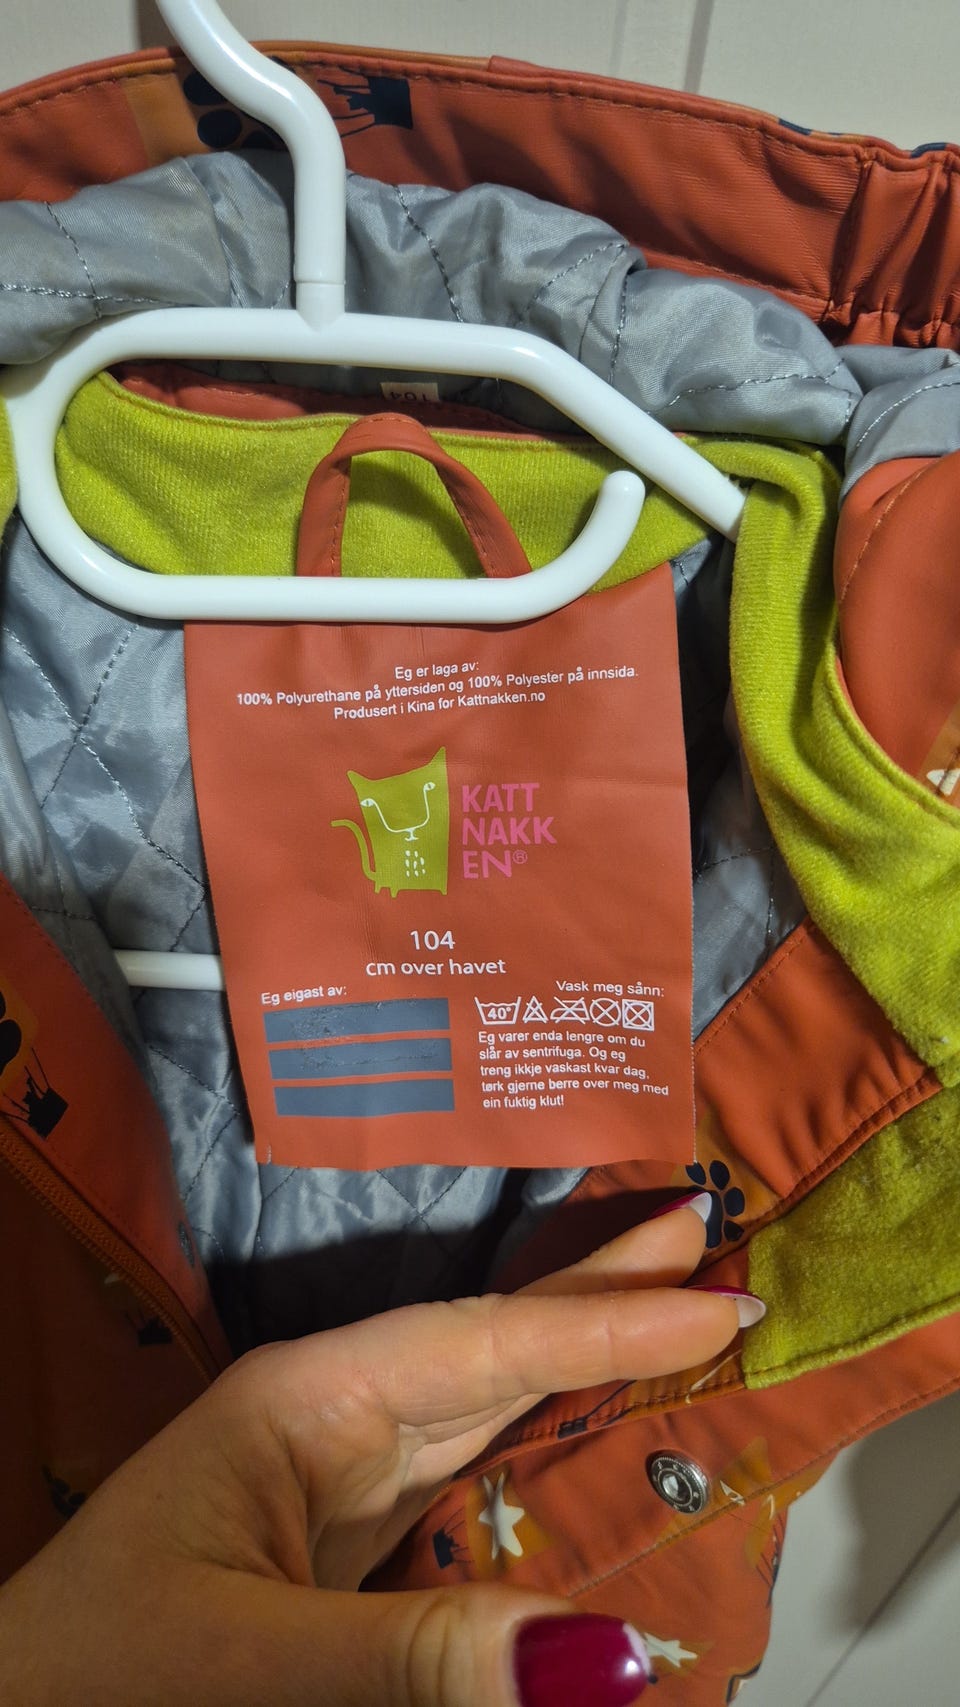 104
Eg er laga av:
100% Polyurethane på yttersiden og 100% Polyester på innsida.
Produsert i Kina for Kattnakken.no
KATT
NAKK
EN®
104
cm over havet
Eg eigast av:
Vask meg sånn:
40°
Eg varer enda lengre om du
slår av sentrifuga. Og eg
treng ikkje vaskast kvar dag,
tørk gjerne berre over meg med
ein fuktig klut!